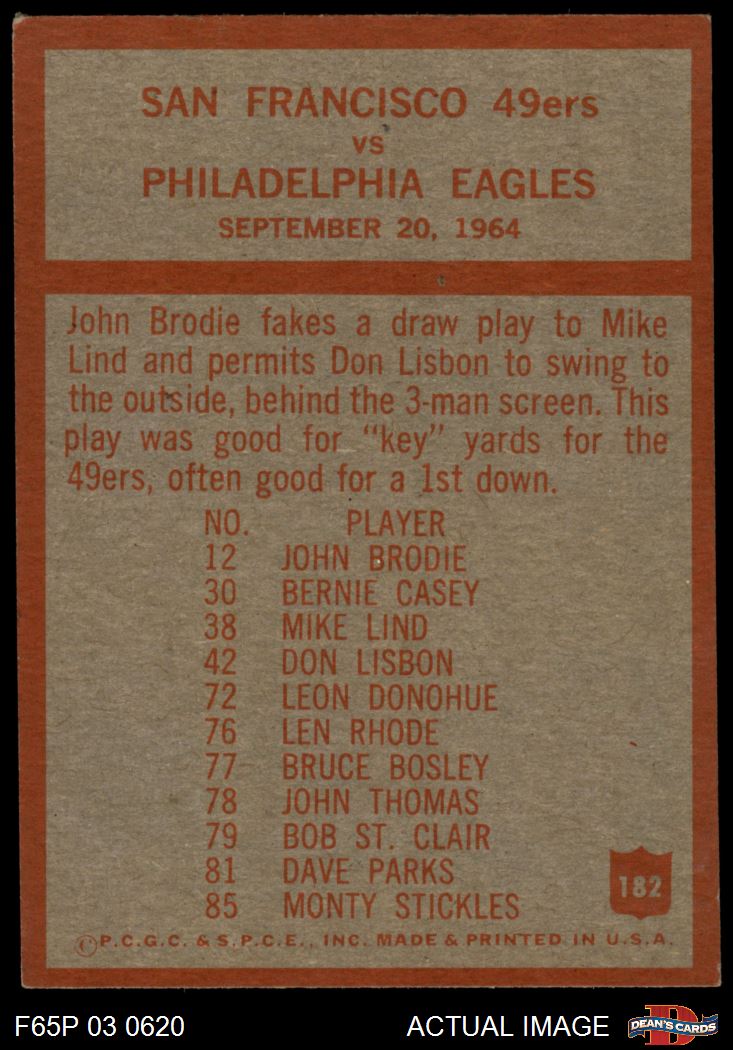 SAN FRANCISCO 49ers
VS
PHILADELPHIA EAGLES
SEPTEMBER 20, 1964
John Brodie fakes a draw play to Mike
Lind and permits Don Lisbon to swing to
the outside, behind the 3-man screen. This
play was good for "key" yards for the
49ers, often good for a 1st down.
NO. PLAYER
12 JOHN BRODIE
30 BERNIE CASEY
38 MIKE LIND
42 DON LISBON
72 LEON DONOHUE
76 LEN RHODE
77 BRUCE BOSLEY
78 JOHN THOMAS
79 BOB ST. CLAIR
81 DAVE PARKS
85 MONTY STICKLES
182
©P.C.G.C. & S.P.C.E., INC. MADE & PRINTED IN U.S.A.
F65P 03 0620 ACTUAL IMAGE
D
DEAN'S CARDS